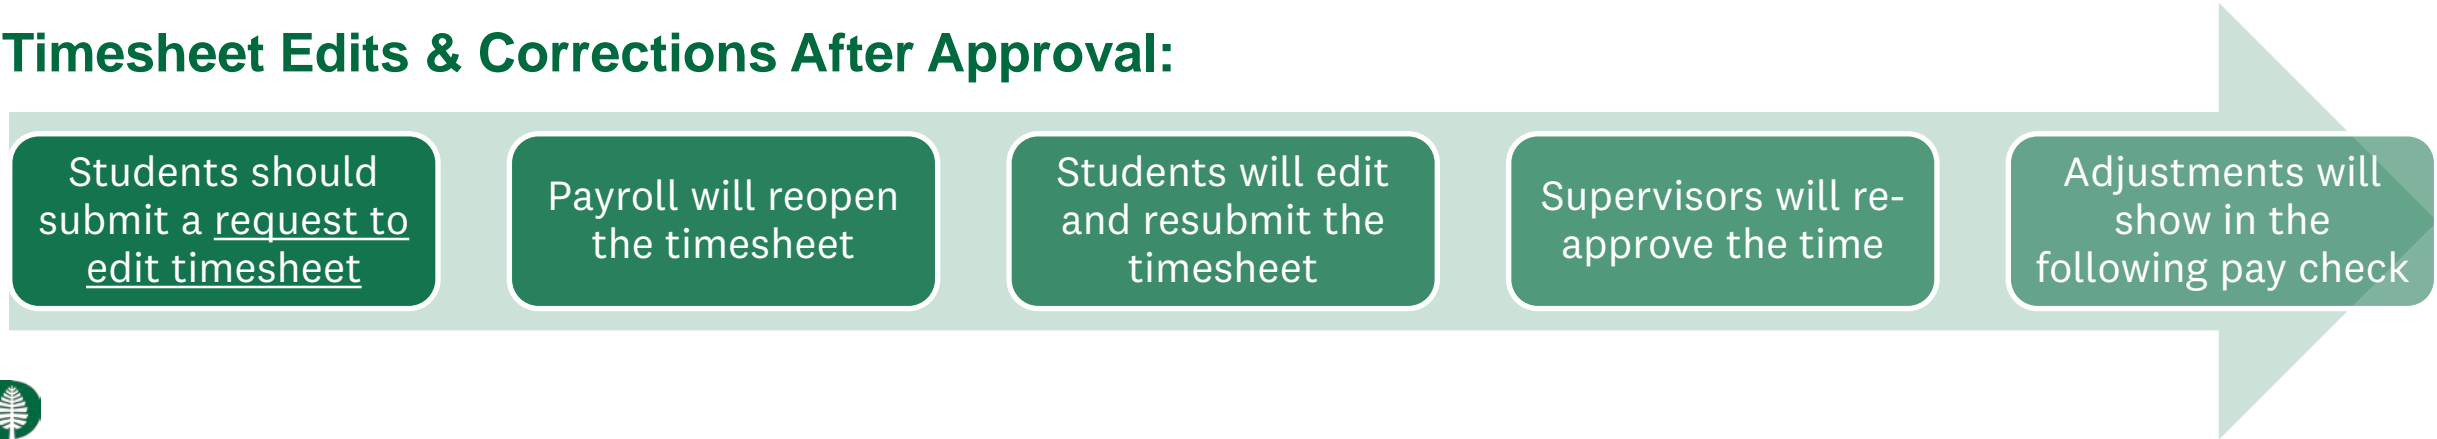 Timesheet Edits & Corrections After Approval:
Students should
submit a request to
edit timesheet
Payroll will reopen
the timesheet
Students will edit
and resubmit the
timesheet
Supervisors will re-
approve the time
Adjustments will
show in the
following pay check